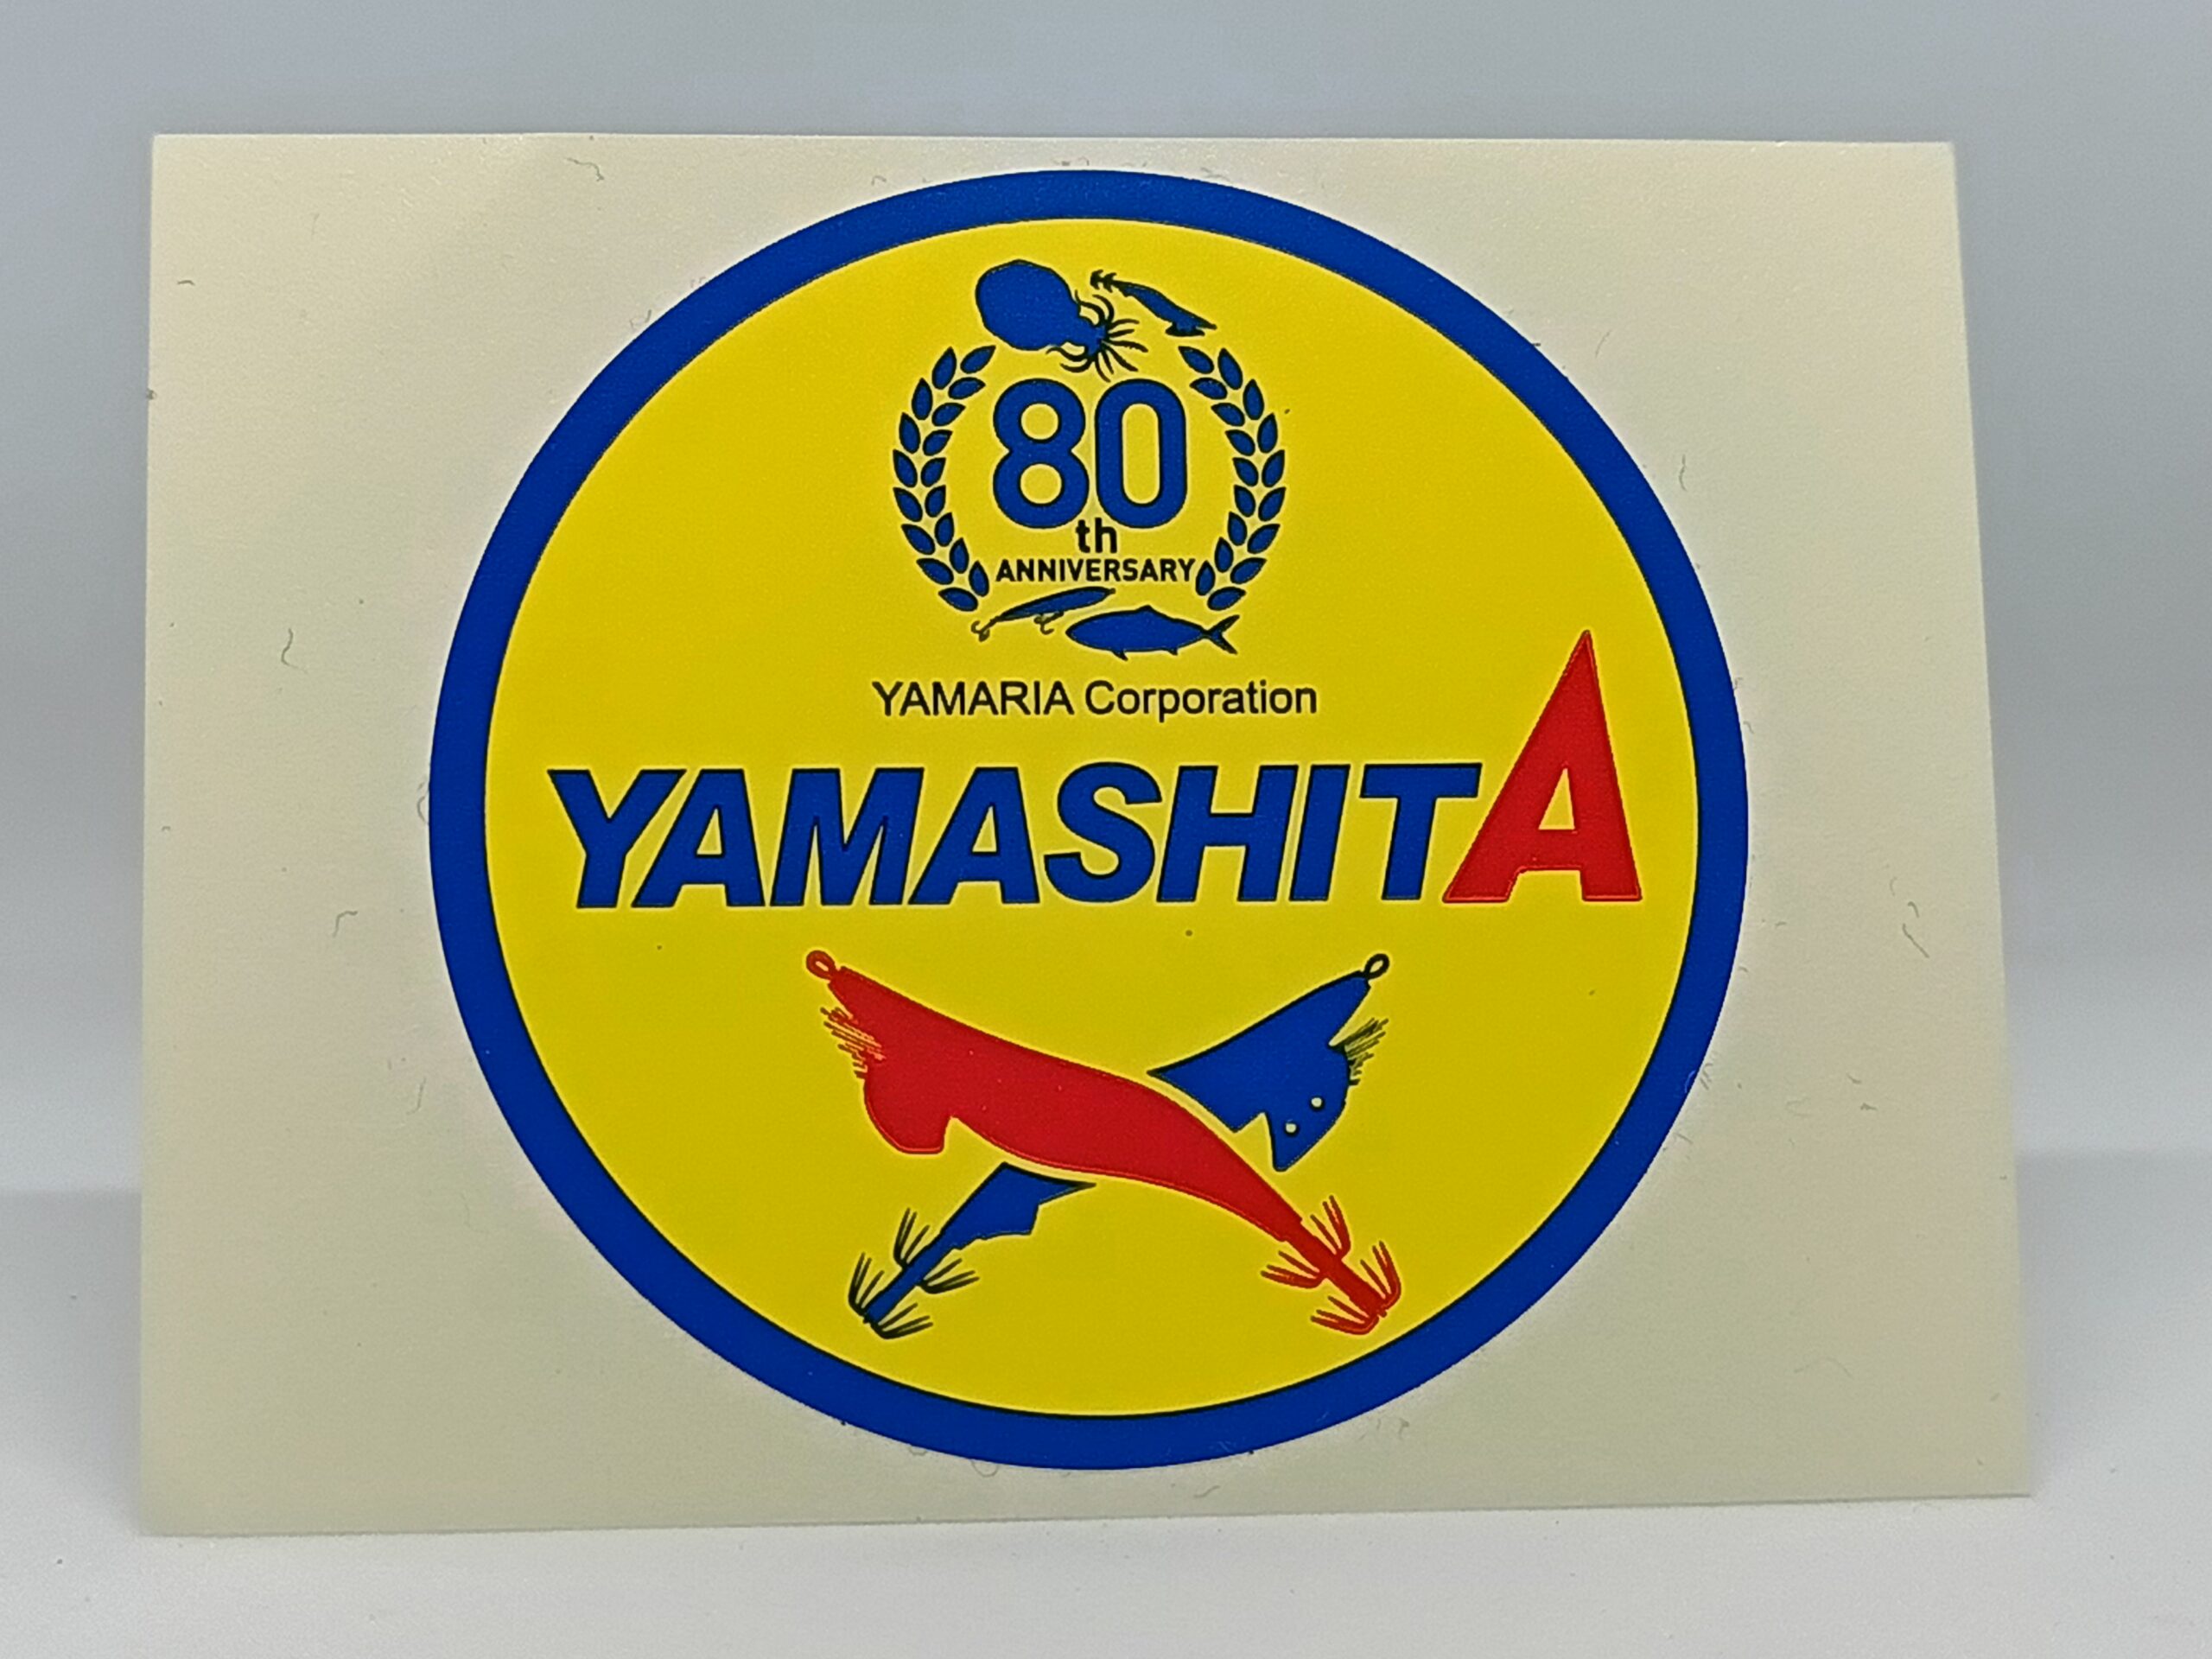 80
th
ANNIVERSARY
YAMARIA Corporation
YAMASHITA